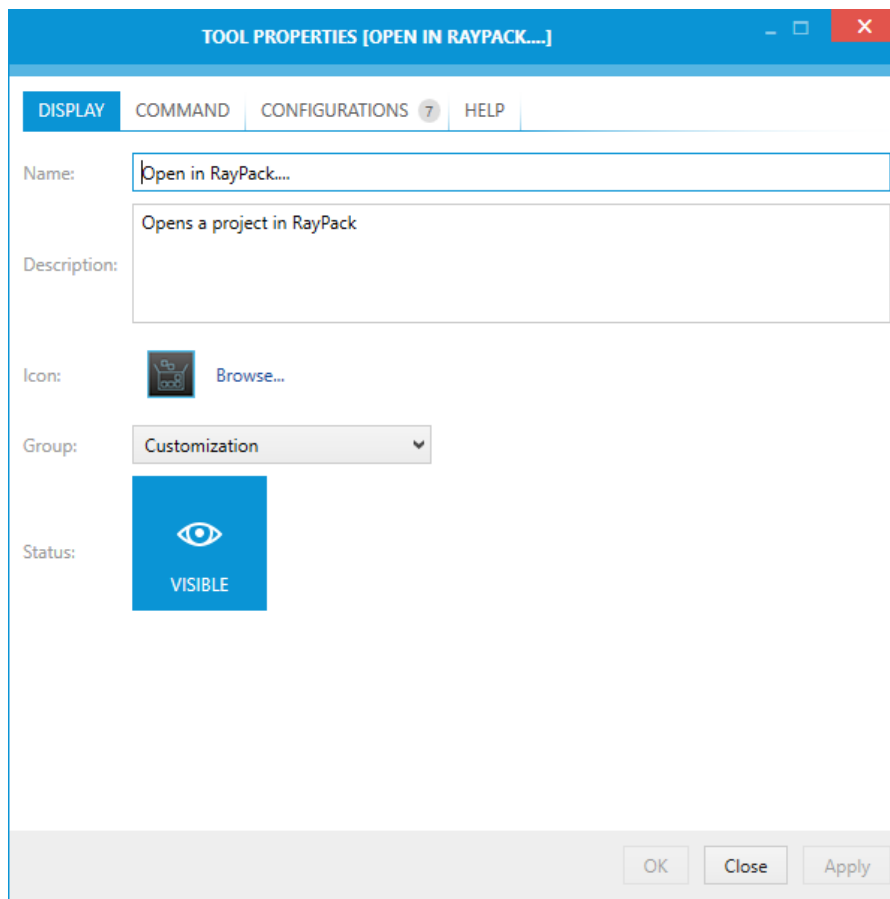 TOOL PROPERTIES [OPEN IN RAYPACK....]
DISPLAY COMMAND CONFIGURATIONS 7 HELP
Name: Open in RayPack....
Opens a project in RayPack
Description:
Icon: Browse...
Group: Customization
Status:
VISIBLE
OK Close Apply